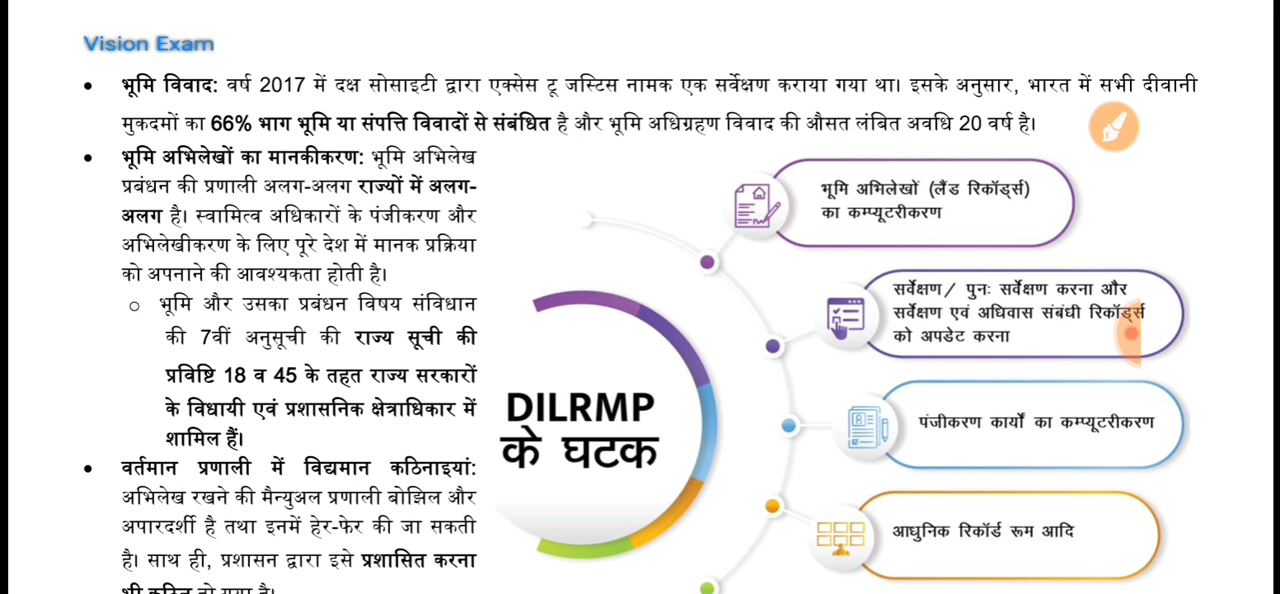 Vision Exam
• भूमि विवाद: वर्ष 2017 में दक्ष सोसाइटी द्वारा एक्सेस टू जस्टिस नामक एक सर्वेक्षण कराया गया था। इसके अनुसार, भारत में सभी दीवानी
मुकदमों का 66% भाग भूमि या संपत्ति विवादों से संबंधित है और भूमि अधिग्रहण विवाद की औसत लंबित अवधि 20 वर्ष है।
• भूमि अभिलेखों का मानकीकरण: भूमि अभिलेख
प्रबंधन की प्रणाली अलग-अलग राज्यों में अलग-
अलग है। स्वामित्व अधिकारों के पंजीकरण और
अभिलेखीकरण के लिए पूरे देश में मानक प्रक्रिया
को अपनाने की आवश्यकता होती है।
○ भूमि और उसका प्रबंधन विषय संविधान
की 7वीं अनुसूची की राज्य सूची की
प्रविष्टि 18 व 45 के तहत राज्य सरकारों
के विधायी एवं प्रशासनिक क्षेत्राधिकार में
शामिल हैं।
• वर्तमान प्रणाली में विद्यमान कठिनाइयां:
अभिलेख रखने की मैन्युअल प्रणाली बोझिल और
अपारदर्शी है तथा इनमें हेर-फेर की जा सकती
है। साथ ही, प्रशासन द्वारा इसे प्रशासित करना
भी कठिन हो गया है।
DILRMP
के घटक
भूमि अभिलेखों (लैंड रिकॉर्ड्स)
का कम्प्यूटरीकरण
सर्वेक्षण/ पुनः सर्वेक्षण करना और
सर्वेक्षण एवं अधिवास संबंधी रिकॉर्ड्स
को अपडेट करना
पंजीकरण कार्यों का कम्प्यूटरीकरण
आधुनिक रिकॉर्ड रूम आदि